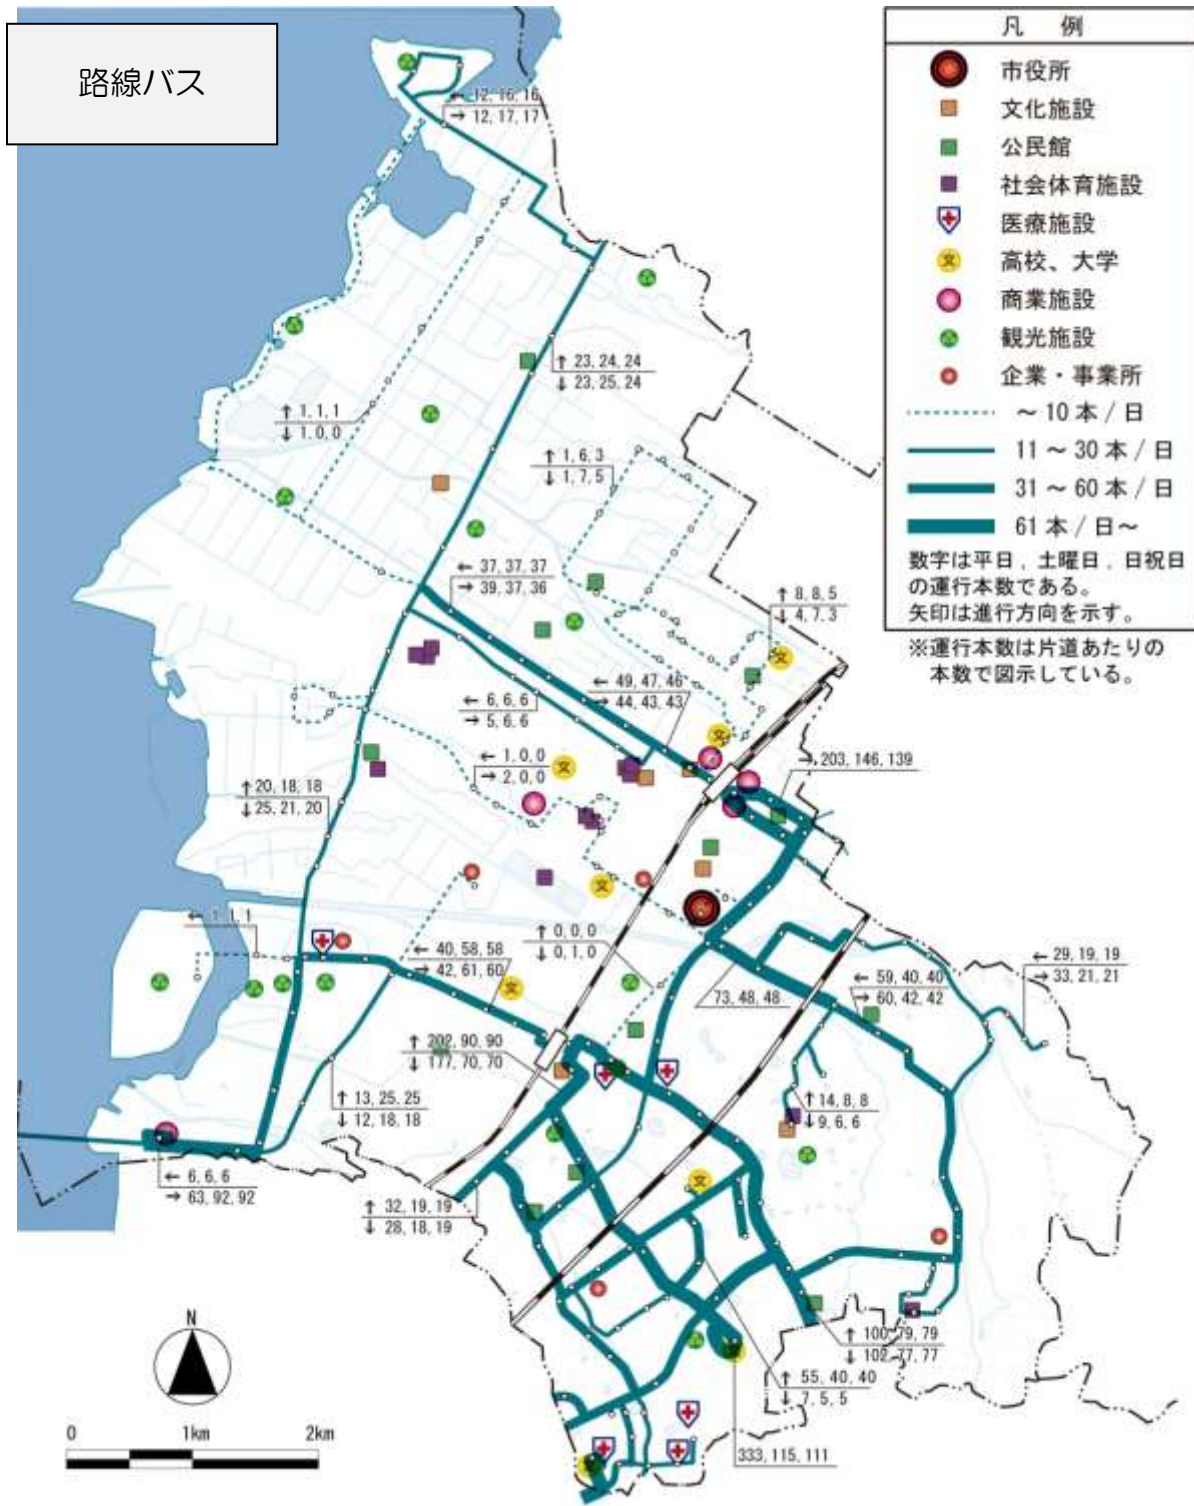 路線バス
凡 例
市役所
文化施設
公民館
社会体育施設
医療施設
高校、大学
商業施設
観光施設
企業・事業所
～10本/日
11～30本/日
31～60本/日
61本/日～
数字は平日，土曜日，日祝日
の運行本数である。
矢印は進行方向を示す。
※運行本数は片道あたりの
本数で図示している。
← 12, 16, 16
→ 12, 17, 17
↑ 23, 24, 24
↓ 23, 25, 24
↑ 1, 1, 1
↓ 1, 0, 0
↑ 1, 6, 3
↓ 1, 7, 5
← 37, 37, 37
→ 39, 37, 36
↑ 8, 8, 5
↓ 4, 7, 3
← 49, 47, 46
→ 44, 43, 43
← 6, 6, 6
→ 5, 6, 6
← 1, 0, 0
→ 2, 0, 0
→ 203, 146, 139
↑ 20, 18, 18
↓ 25, 21, 20
← 1, 1, 1
← 40, 58, 58
→ 42, 61, 60
↑ 0, 0, 0
↓ 0, 1, 0
← 29, 19, 19
→ 33, 21, 21
73, 48, 48
← 59, 40, 40
→ 60, 42, 42
↑ 202, 90, 90
↓ 177, 70, 70
↑ 13, 25, 25
↓ 12, 18, 18
↑ 14, 8, 8
↓ 9, 6, 6
← 6, 6, 6
→ 63, 92, 92
↑ 32, 19, 19
↓ 28, 18, 19
↑ 100, 79, 79
↓ 102, 77, 77
↑ 55, 40, 40
↓ 7, 5, 5
333, 115, 111
N
0 1km 2km